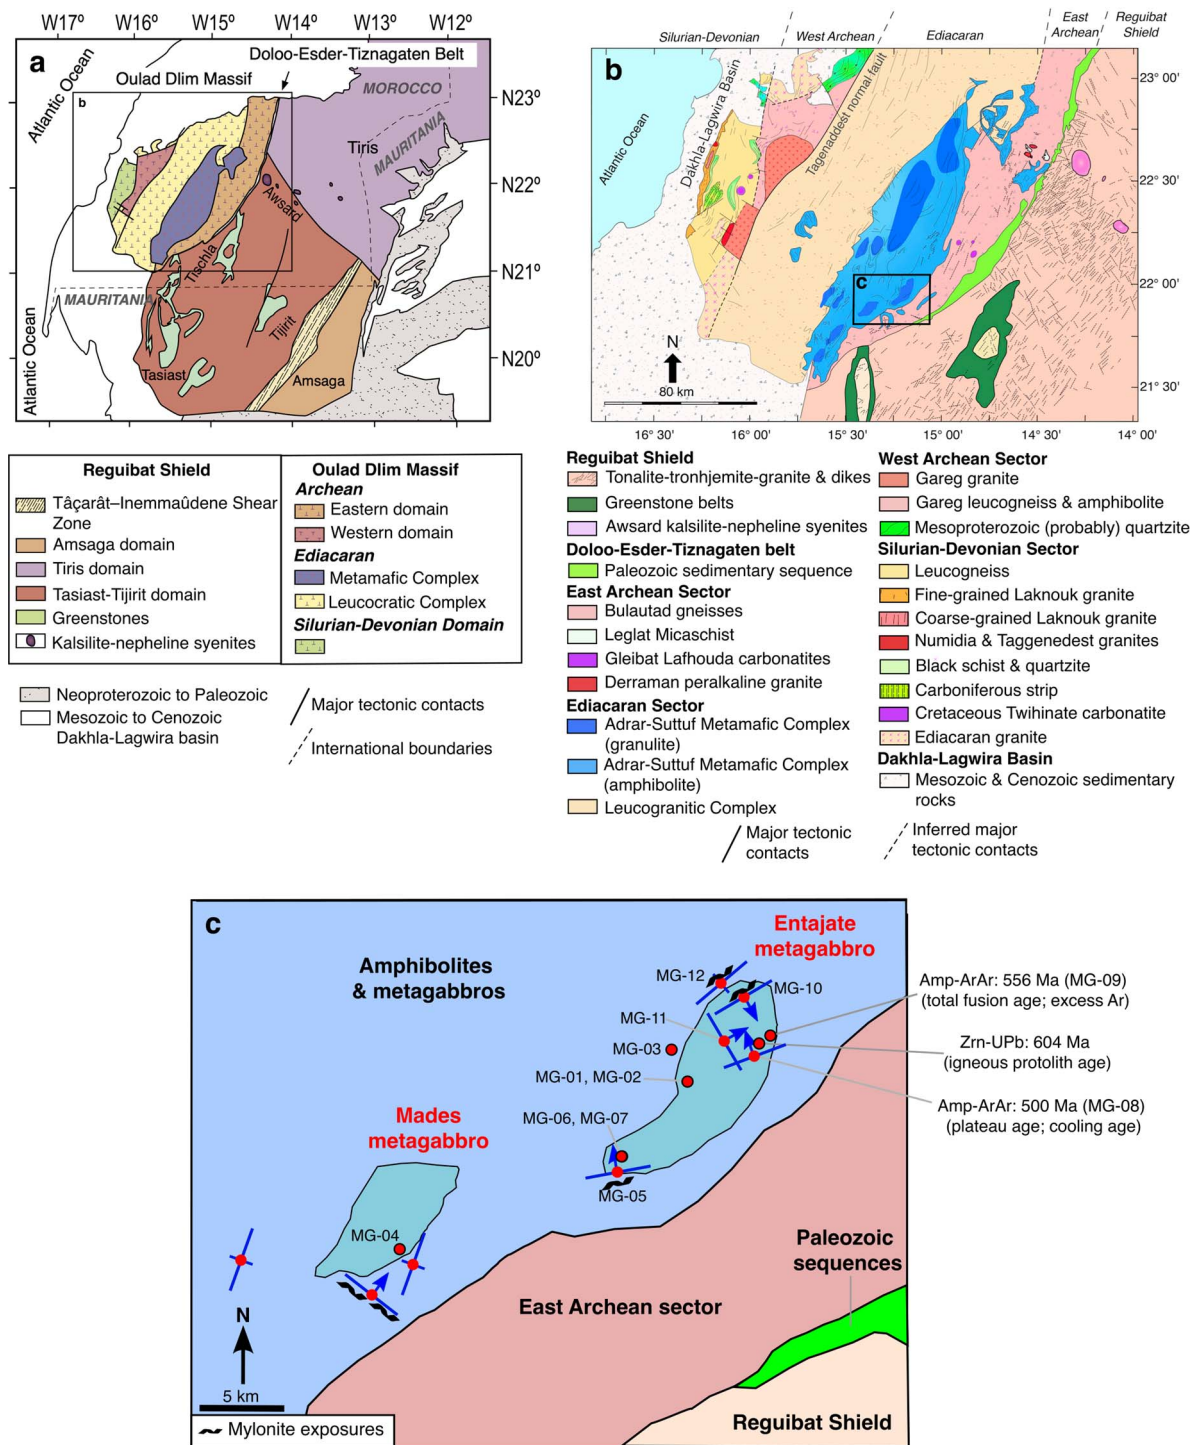 W17º W16º W15º W14º W13º W12º
a
Doloo-Esder-Tiznagaten Belt
Oulad Dlim Massif
Atlantic Ocean
b
MOROCCO
N23º
MAURITANIA
Tiris
N22º
Awsard
Tischla
N21º
MAURITANIA
Atlantic Ocean
Tijirit
N20º
Tasiast
Amsaga
Reguibat Shield
Tâçarât–Inemmaûdene Shear
Zone
Amsaga domain
Tiris domain
Tasiast-Tijirit domain
Greenstones
Kalsilite-nepheline syenites
Oulad Dlim Massif
Archean
Eastern domain
Western domain
Ediacaran
Metamafic Complex
Leucocratic Complex
Silurian-Devonian Domain
Neoproterozoic to Paleozoic
Mesozoic to Cenozoic
Dakhla-Lagwira basin
Major tectonic contacts
International boundaries
Silurian-Devonian
West Archean
Ediacaran
East
Archean
Reguibat
Shield
b
Atlantic Ocean
Dakhla-Lagwira Basin
Tagenaddest normal fault
23° 00'
22° 30'
22° 00'
21° 30'
c
N
80 km
16° 30' 16° 00' 15° 30' 15° 00' 14° 30' 14° 00'
Reguibat Shield
Tonalite-tronhjemite-granite & dikes
Greenstone belts
Awsard kalsilite-nepheline syenites
Doloo-Esder-Tiznagaten belt
Paleozoic sedimentary sequence
East Archean Sector
Bulautad gneisses
Leglat Micaschist
Gleibat Lafhouda carbonatites
Derraman peralkaline granite
Ediacaran Sector
Adrar-Suttuf Metamafic Complex
(granulite)
Adrar-Suttuf Metamafic Complex
(amphibolite)
Leucogranitic Complex
West Archean Sector
Gareg granite
Gareg leucogneiss & amphibolite
Mesoproterozoic (probably) quartzite
Silurian-Devonian Sector
Leucogneiss
Fine-grained Laknouk granite
Coarse-grained Laknouk granite
Numidia & Taggenedest granites
Black schist & quartzite
Carboniferous strip
Cretaceous Twihinate carbonatite
Ediacaran granite
Dakhla-Lagwira Basin
Mesozoic & Cenozoic sedimentary
rocks
Major tectonic
contacts
Inferred major
tectonic contacts
c
Amphibolites
& metagabbros
Entajate
metagabbro
MG-12
MG-10
MG-11
MG-03
MG-01, MG-02
MG-06, MG-07
MG-05
Amp-ArAr: 556 Ma (MG-09)
(total fusion age; excess Ar)
Zrn-UPb: 604 Ma
(igneous protolith age)
Amp-ArAr: 500 Ma (MG-08)
(plateau age; cooling age)
Mades
metagabbro
MG-04
Paleozoic
sequences
East Archean sector
N
5 km
Mylonite exposures
Reguibat Shield